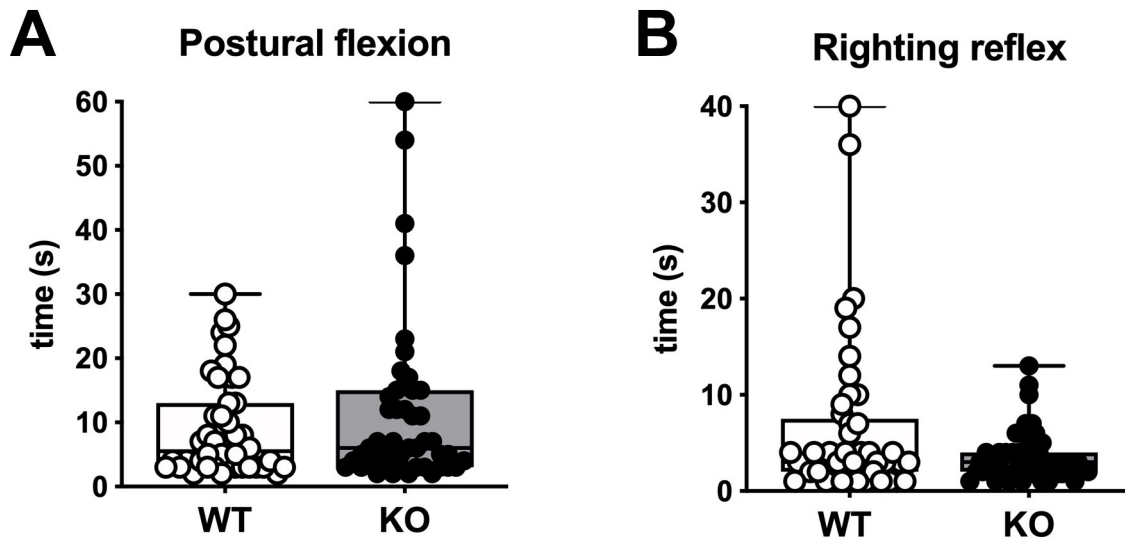 A
Postural flexion
time (s)
60
50
40
30
20
10
0
WT
KO
B
Righting reflex
time (s)
40
30
20
10
0
WT
KO